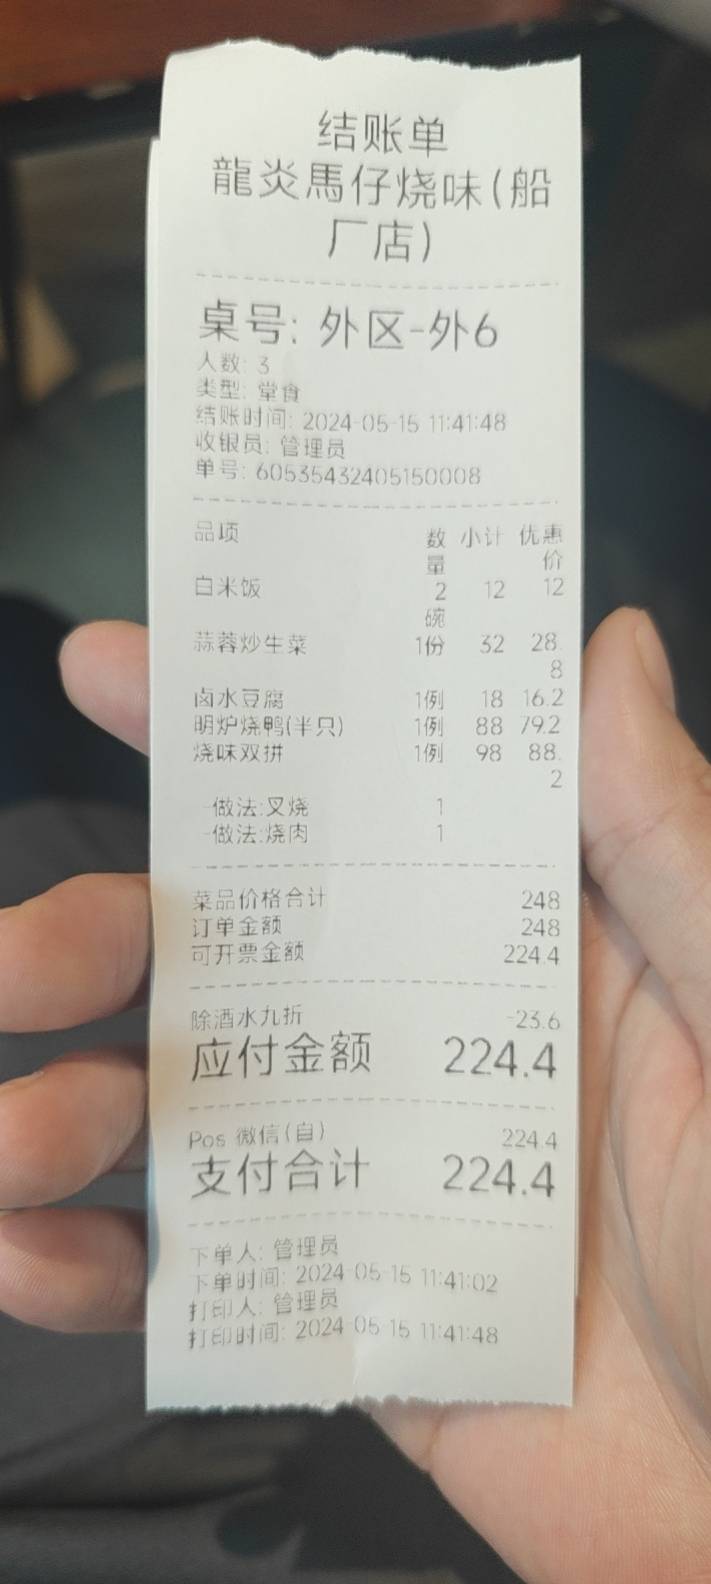 结账单
龍炎馬仔烧味(船
厂店)
桌号: 外区-外6
人数: 3
类型: 堂食
结账时间: 2024-05-15 11:41:48
收银员: 管理员
单号: 60535432405150008
品项 数 小计 优惠
量 价
白米饭 2 12 12
碗
蒜蓉炒生菜 1份 32 28.
8
卤水豆腐 1例 18 16.2
明炉烧鸭(半只) 1例 88 79.2
烧味双拼 1例 98 88.
2
-做法:叉烧 1
-做法:烧肉 1
菜品价格合计 248
订单金额 248
可开票金额 224.4
除酒水九折 -23.6
应付金额 224.4
Pos 微信(自) 224.4
支付合计 224.4
下单人: 管理员
下单时间: 2024-05-15 11:41:02
打印人: 管理员
打印时间: 2024-05-15 11:41:48